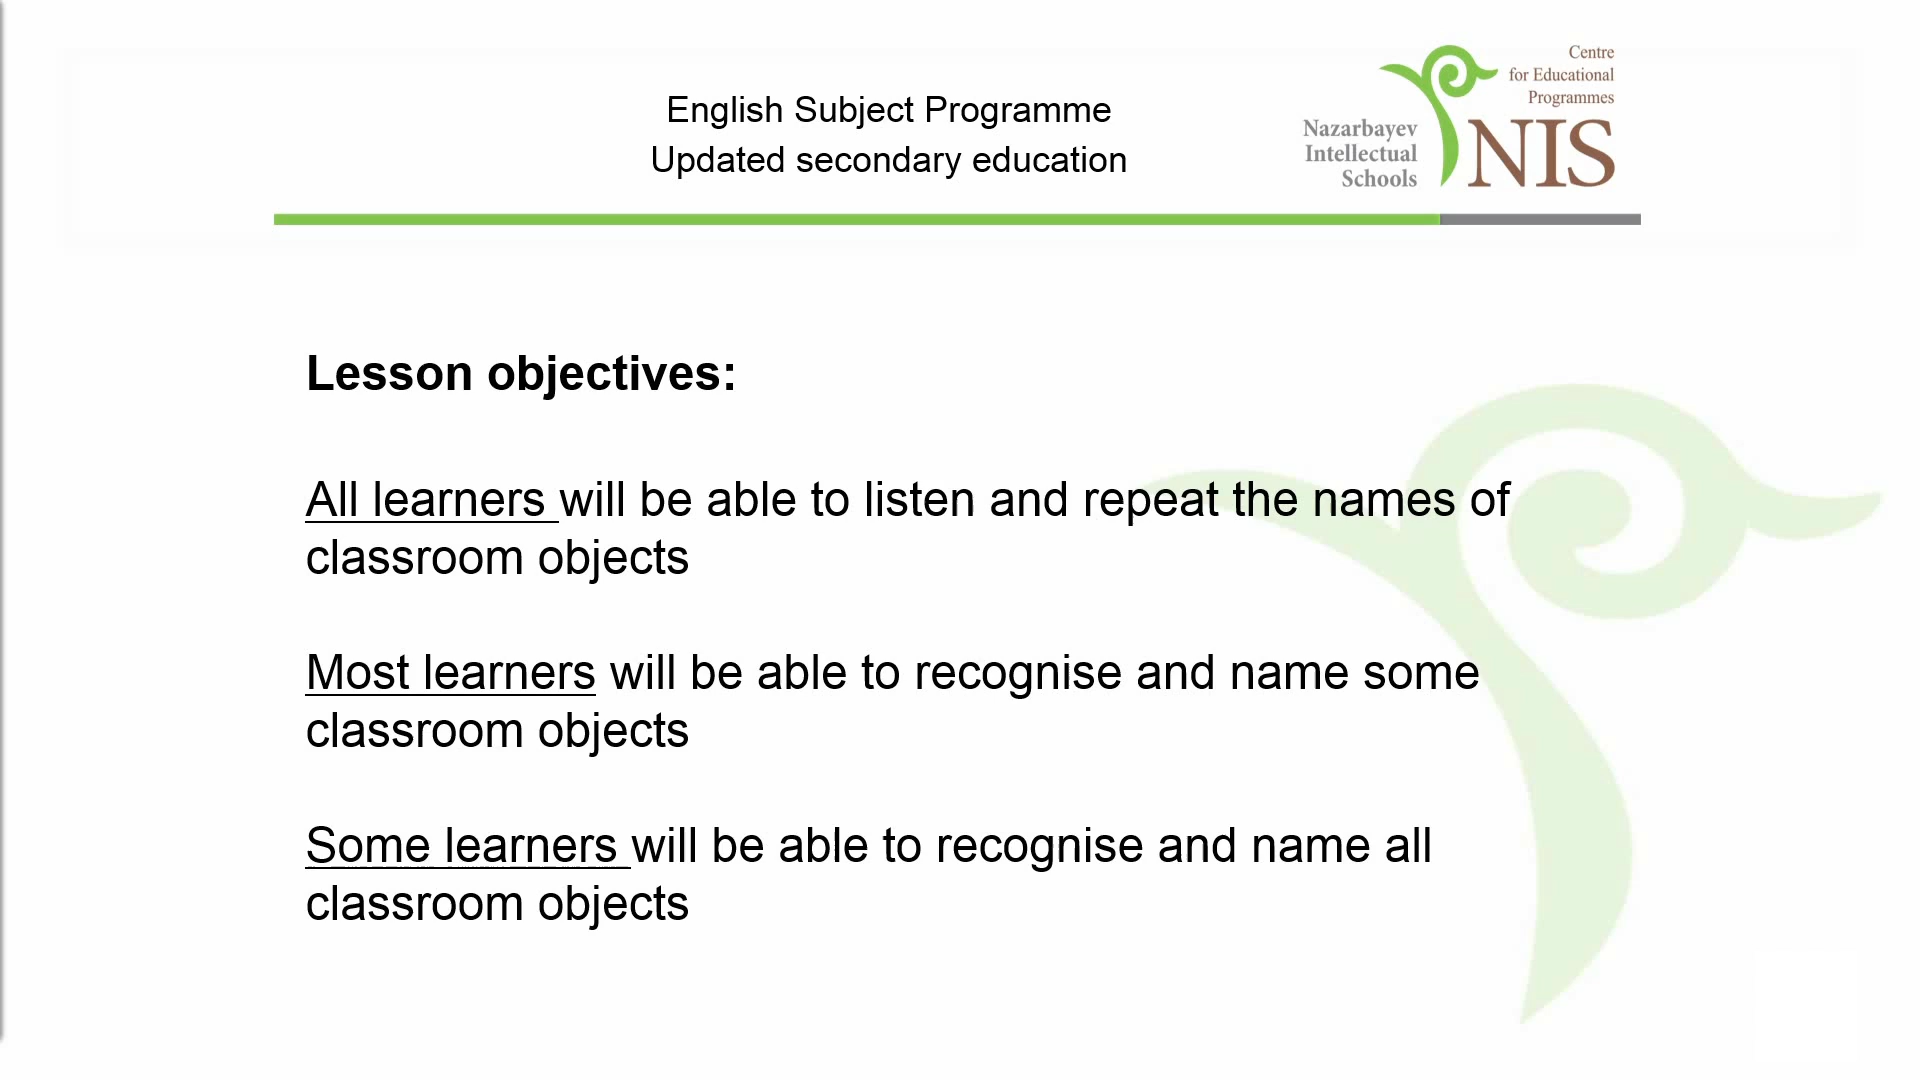 English Subject Programme
Updated secondary education
Centre
for Educational
Programmes
Nazarbayev
Intellectual
Schools
NIS
Lesson objectives:
All learners will be able to listen and repeat the names of
classroom objects
Most learners will be able to recognise and name some
classroom objects
Some learners will be able to recognise and name all
classroom objects